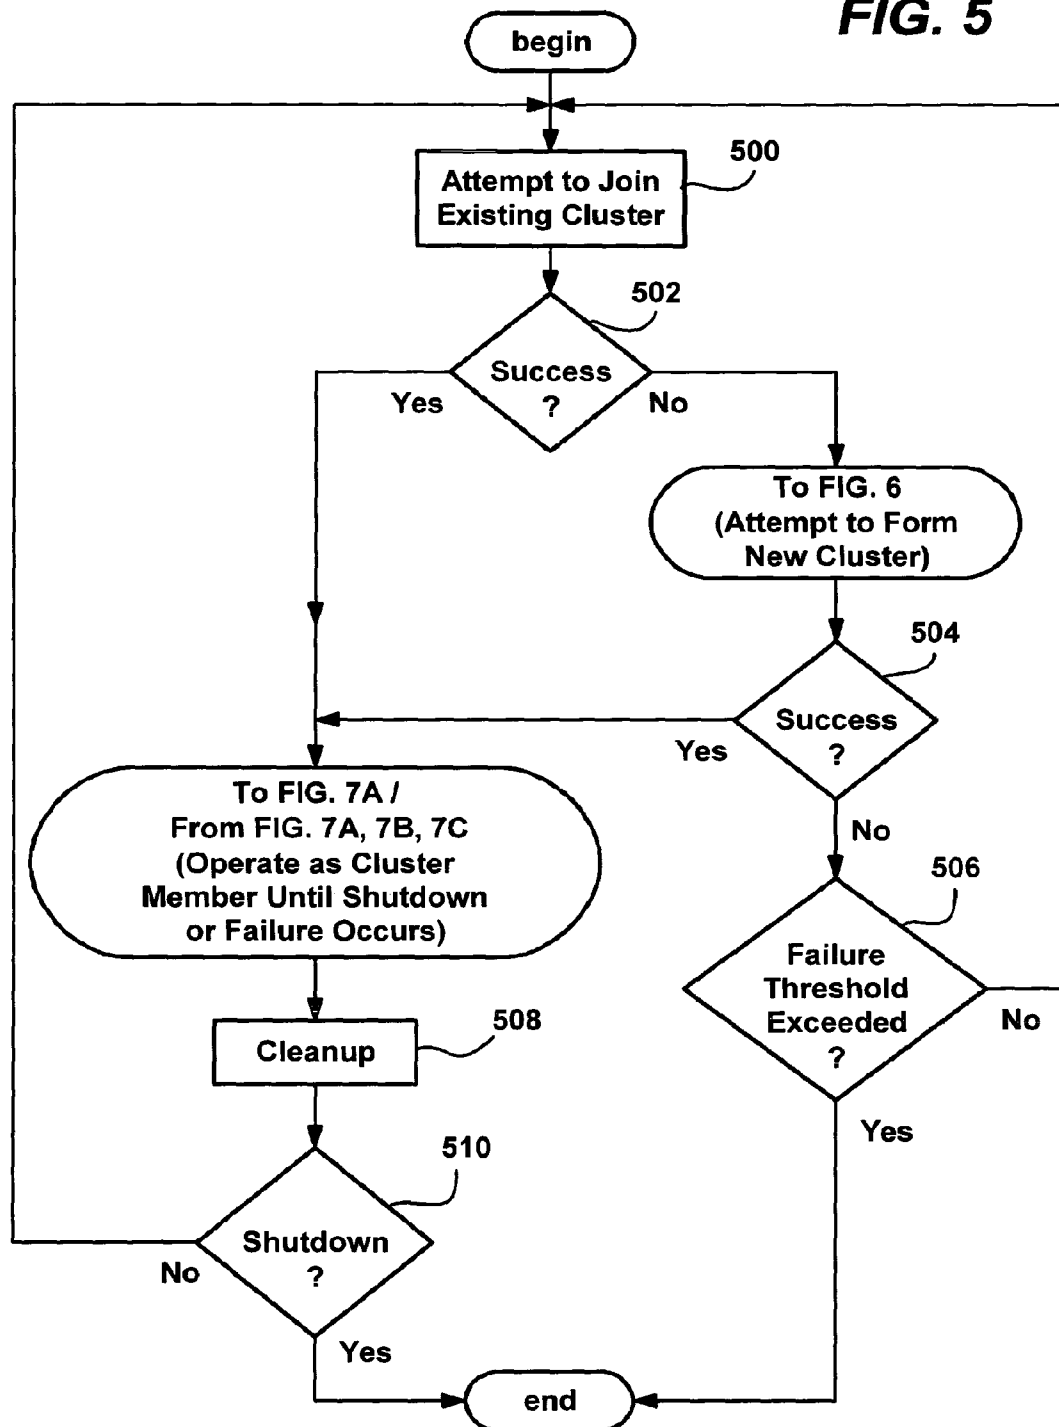 FIG. 5
begin
500
Attempt to Join
Existing Cluster
502
Success
?
Yes
No
To FIG. 6
(Attempt to Form
New Cluster)
504
Success
?
Yes
No
To FIG. 7A /
From FIG. 7A, 7B, 7C
(Operate as Cluster
Member Until Shutdown
or Failure Occurs)
506
Failure
Threshold
Exceeded
?
No
Yes
508
Cleanup
510
Shutdown
?
No
Yes
end